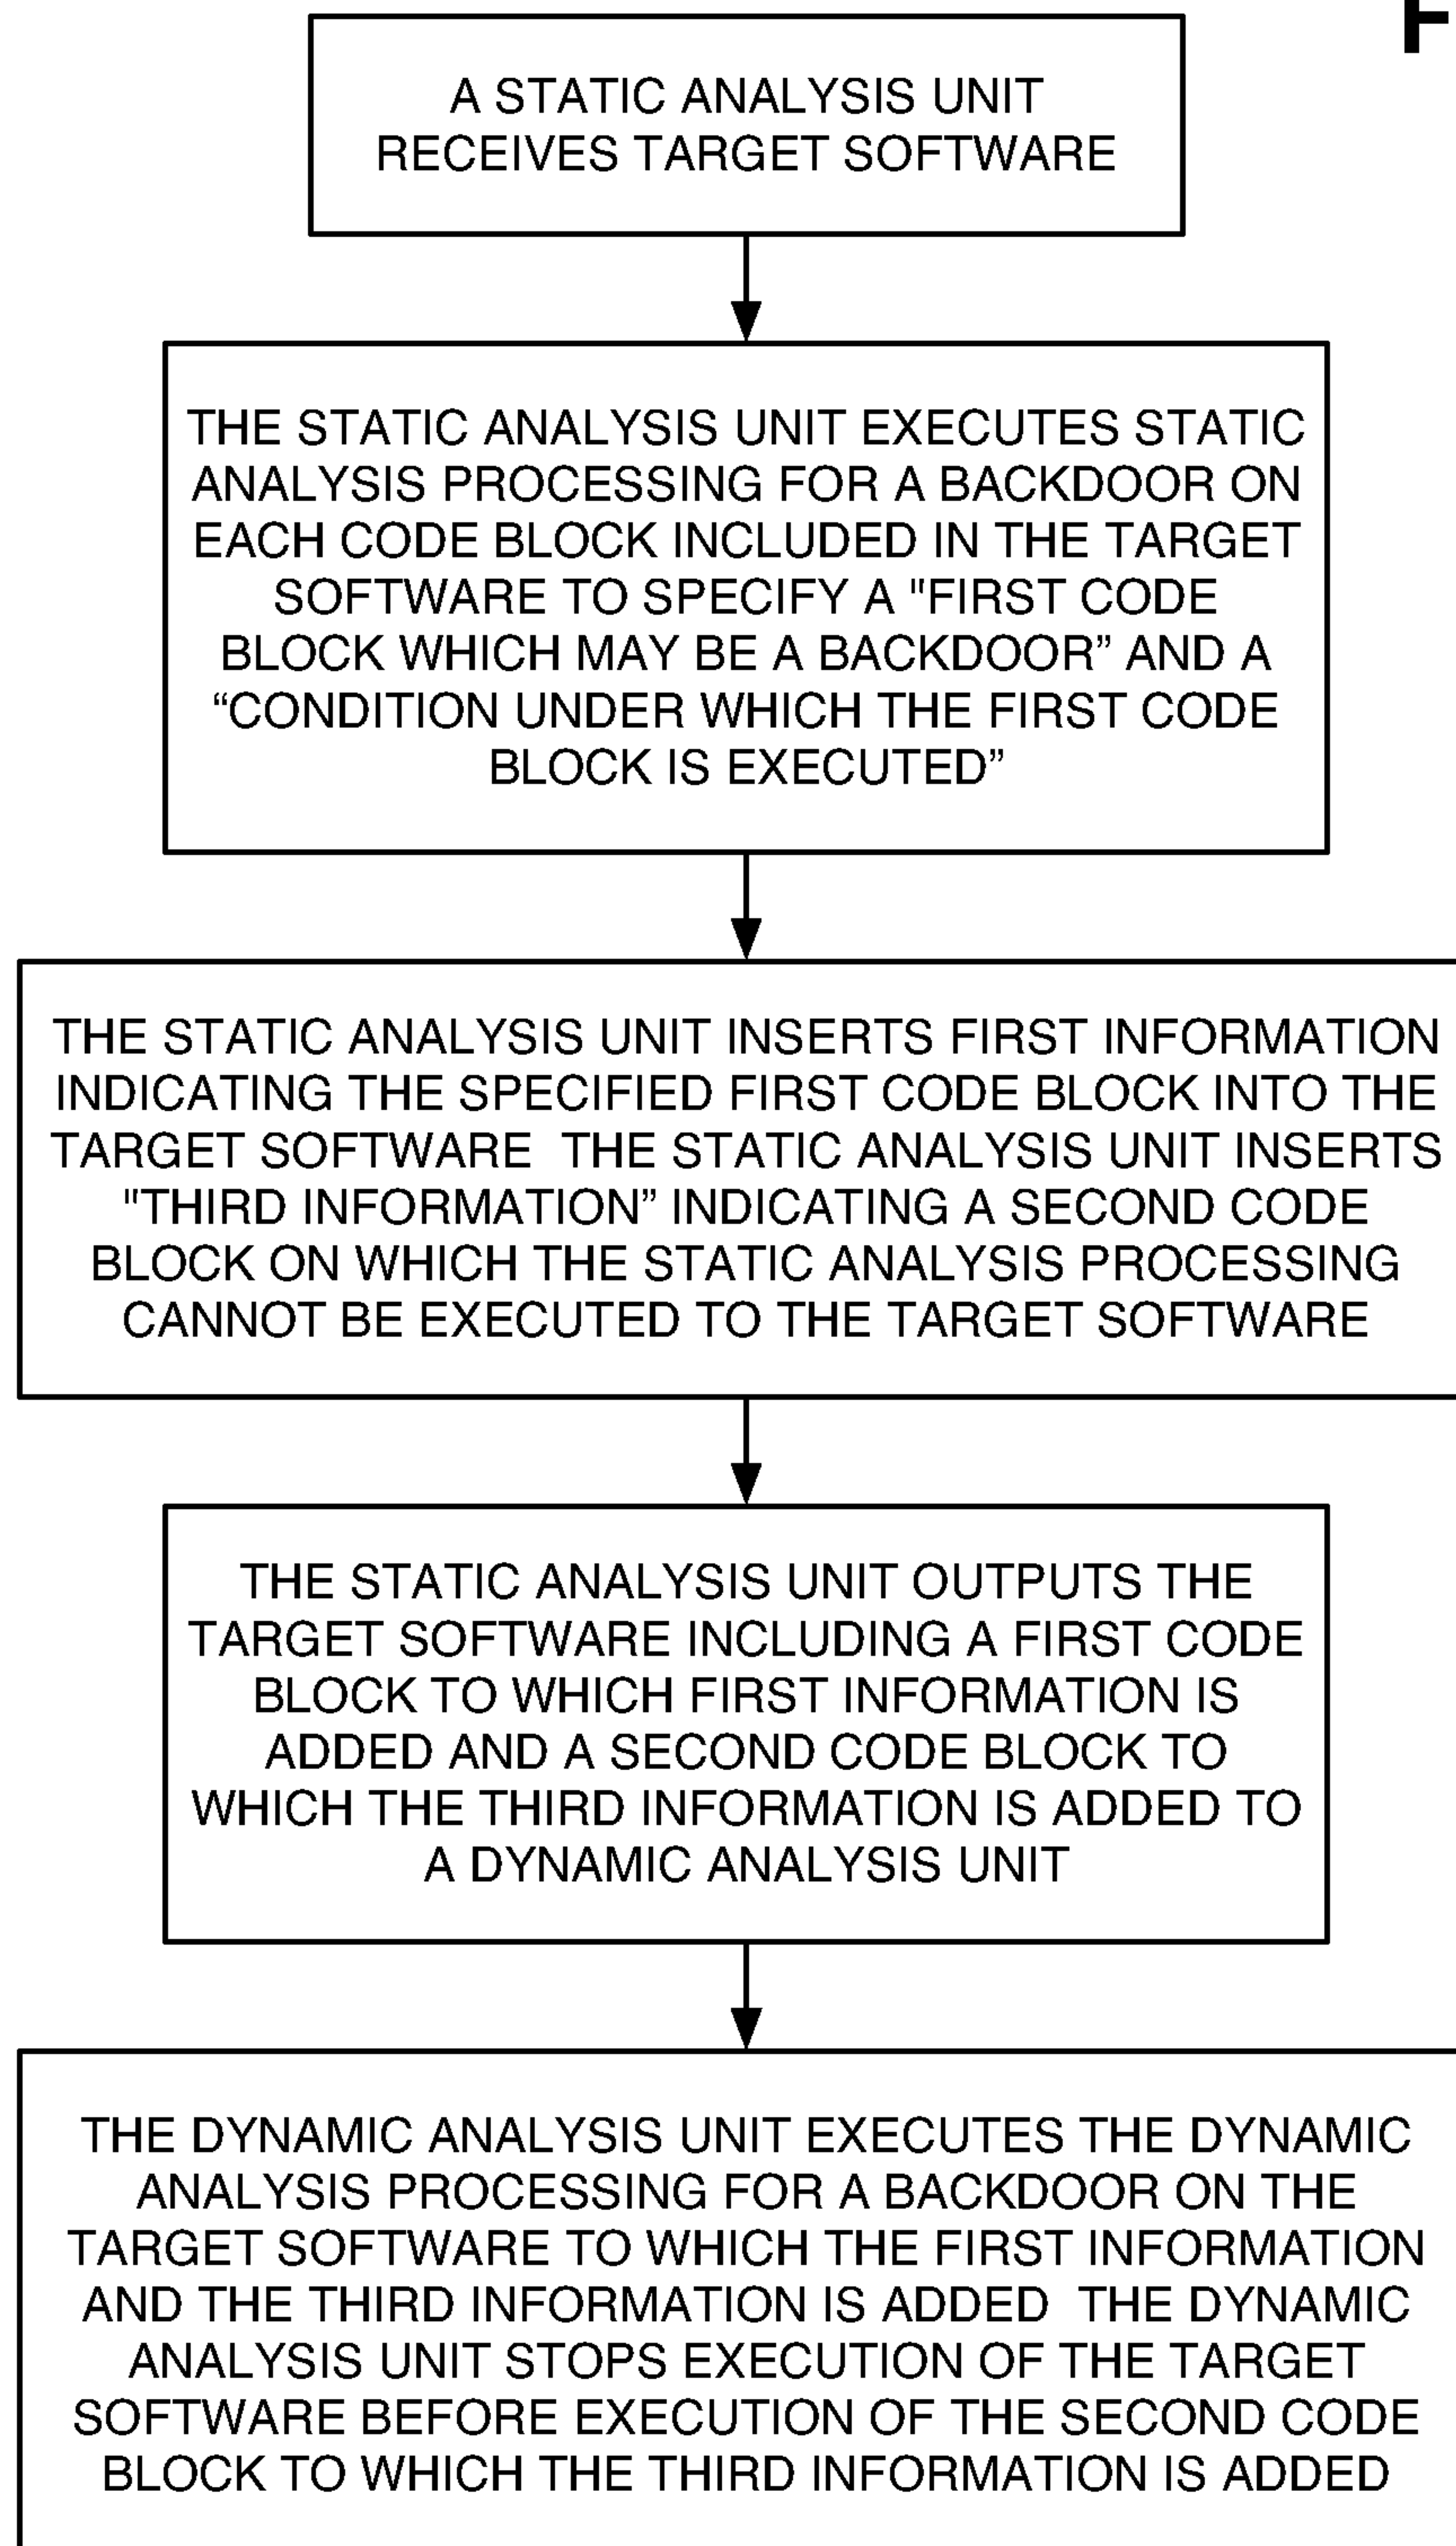 A STATIC ANALYSIS UNIT
RECEIVES TARGET SOFTWARE
THE STATIC ANALYSIS UNIT EXECUTES STATIC
ANALYSIS PROCESSING FOR A BACKDOOR ON
EACH CODE BLOCK INCLUDED IN THE TARGET
SOFTWARE TO SPECIFY A "FIRST CODE
BLOCK WHICH MAY BE A BACKDOOR” AND A
“CONDITION UNDER WHICH THE FIRST CODE
BLOCK IS EXECUTED”
THE STATIC ANALYSIS UNIT INSERTS FIRST INFORMATION
INDICATING THE SPECIFIED FIRST CODE BLOCK INTO THE
TARGET SOFTWARE  THE STATIC ANALYSIS UNIT INSERTS
"THIRD INFORMATION” INDICATING A SECOND CODE
BLOCK ON WHICH THE STATIC ANALYSIS PROCESSING
CANNOT BE EXECUTED TO THE TARGET SOFTWARE
THE STATIC ANALYSIS UNIT OUTPUTS THE
TARGET SOFTWARE INCLUDING A FIRST CODE
BLOCK TO WHICH FIRST INFORMATION IS
ADDED AND A SECOND CODE BLOCK TO
WHICH THE THIRD INFORMATION IS ADDED TO
A DYNAMIC ANALYSIS UNIT
THE DYNAMIC ANALYSIS UNIT EXECUTES THE DYNAMIC
ANALYSIS PROCESSING FOR A BACKDOOR ON THE
TARGET SOFTWARE TO WHICH THE FIRST INFORMATION
AND THE THIRD INFORMATION IS ADDED  THE DYNAMIC
ANALYSIS UNIT STOPS EXECUTION OF THE TARGET
SOFTWARE BEFORE EXECUTION OF THE SECOND CODE
BLOCK TO WHICH THE THIRD INFORMATION IS ADDED